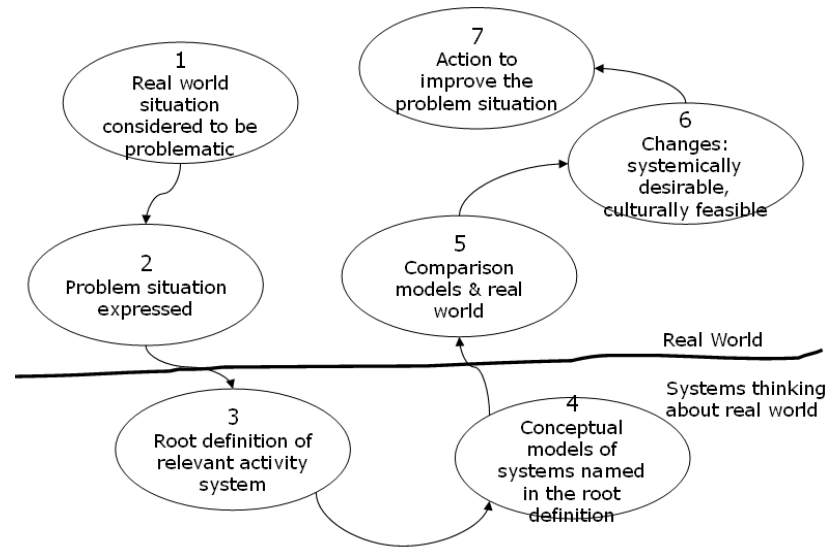 1
Real world
situation
considered to be
problematic
2
Problem situation
expressed
3
Root definition of
relevant activity
system
4
Conceptual
models of
systems named
in the root
definition
5
Comparison
models & real
world
6
Changes:
systemically
desirable,
culturally feasible
7
Action to
improve the
problem situation
Real World
Systems thinking
about real world